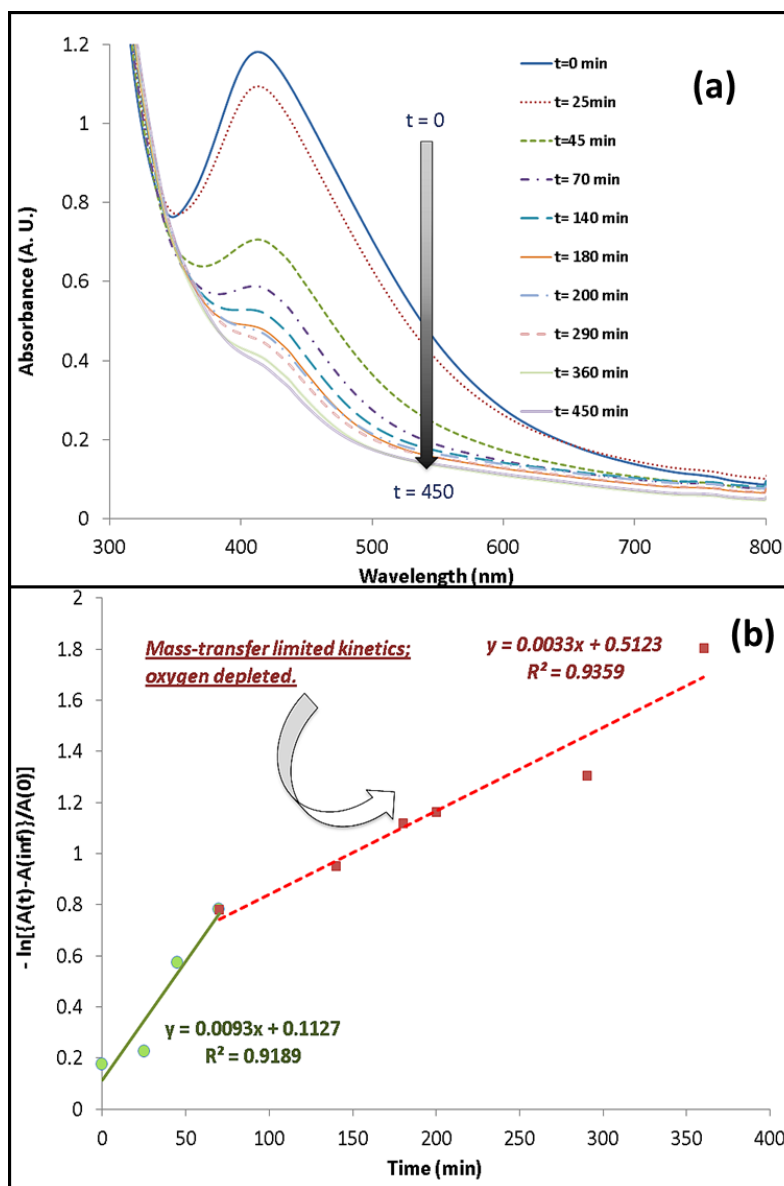 (a)
1.2
1
0.8
0.6
0.4
0.2
0
Absorbance (A. U.)
300
400
500
600
700
800
Wavelength (nm)
t = 0
t = 450
t=0 min
t= 25min
t=45 min
t= 70 min
t= 140 min
t= 180 min
t= 200 min
t= 290 min
t= 360 min
t= 450 min
(b)
2
1.8
1.6
1.4
1.2
1
0.8
0.6
0.4
0.2
0
- ln[{A(t)-A(inf)}/A(0)]
Mass-transfer limited kinetics;
oxygen depleted.
y = 0.0033x + 0.5123
R² = 0.9359
y = 0.0093x + 0.1127
R² = 0.9189
0
50
100
150
200
250
300
350
400
Time (min)